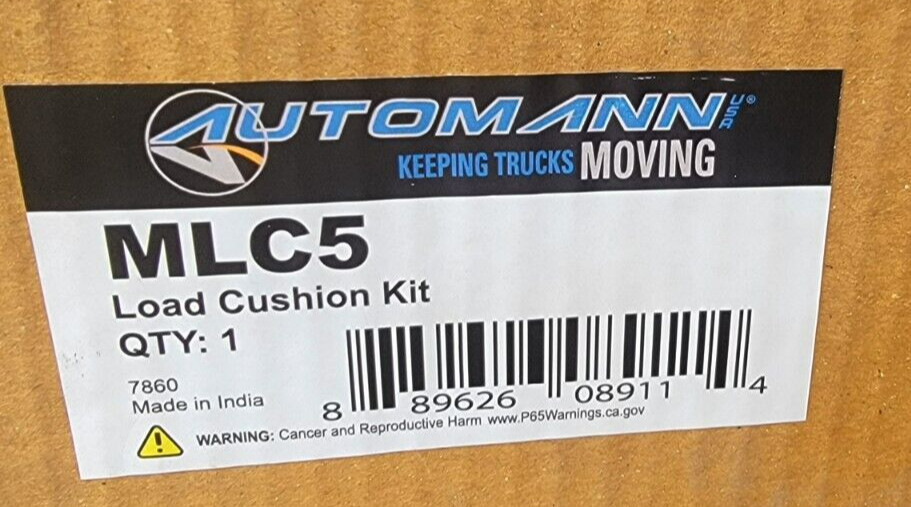 AUTOMANN USA®
KEEPING TRUCKS MOVING
MLC5
Load Cushion Kit
QTY: 1
7860
Made in India
8 89626 08911 4
WARNING: Cancer and Reproductive Harm www.P65Warnings.ca.gov